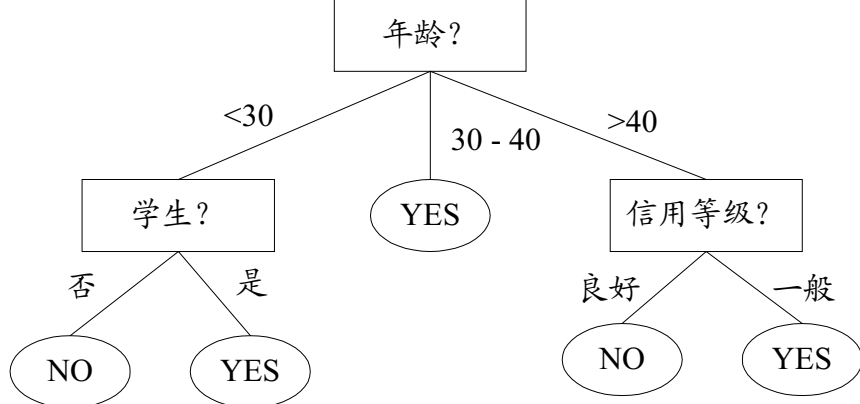 年龄?
<30
30 - 40
>40
学生?
YES
信用等级?
否
是
良好
一般
NO
YES
NO
YES